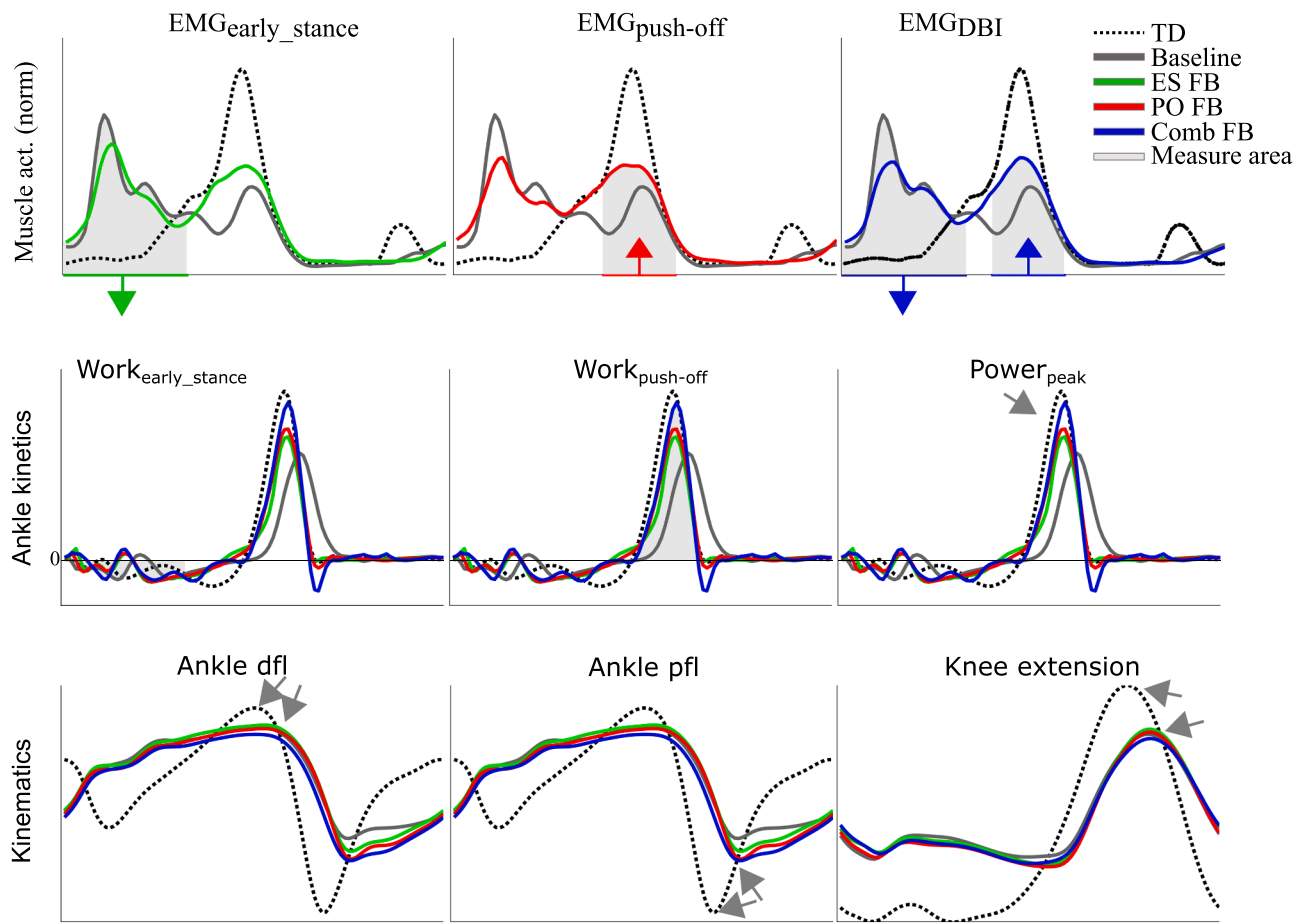 EMGearly_stance
EMGpush-off
EMGDBI
TD
Baseline
ES FB
PO FB
Comb FB
Measure area
Muscle act. (norm)
Workearly_stance
Workpush-off
Powerpeak
Ankle kinetics
0
Ankle dfl
Ankle pfl
Knee extension
Kinematics